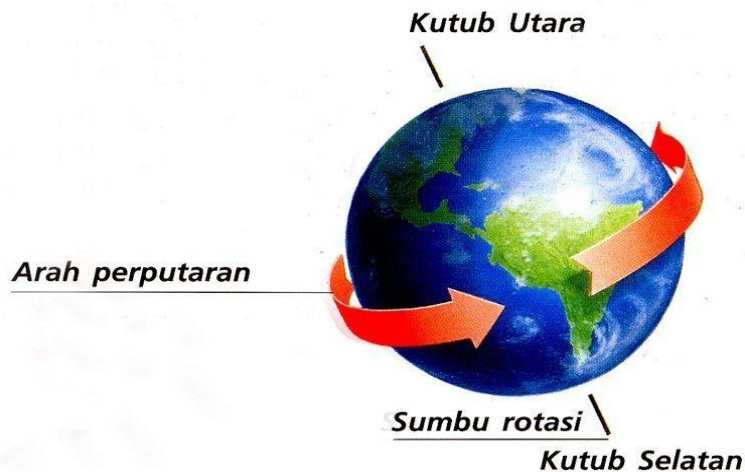 Kutub Utara
Arah perputaran
Sumbu rotasi
Kutub Selatan